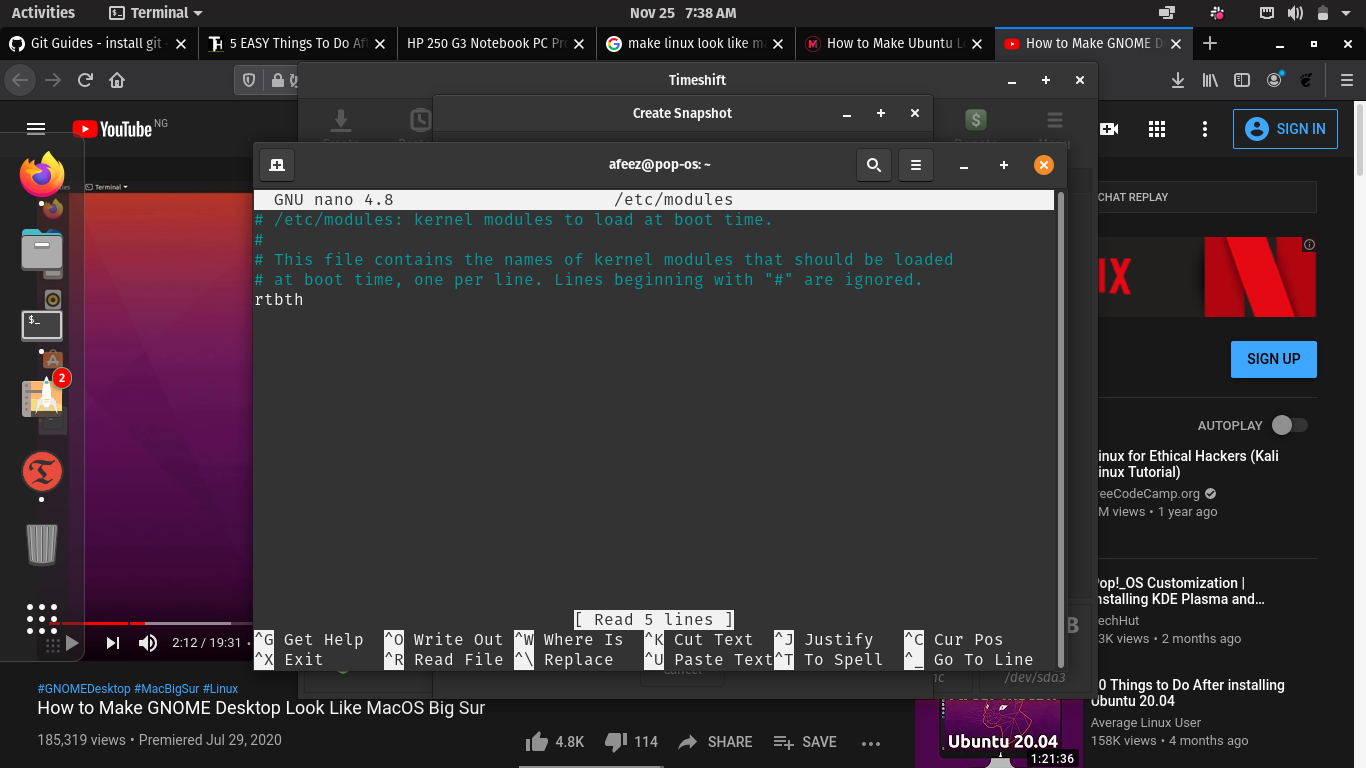 Activities
Terminal
Nov 25 7:38 AM
Git Guides - install git
5 EASY Things To Do Af
HP 250 G3 Notebook PC Pr
make linux look like m
How to Make Ubuntu L
How to Make GNOME D
Timeshift
Create Snapshot
YouTube NG
SIGN IN
Terminal
afeez@pop-os: ~
GNU nano 4.8 /etc/modules
# /etc/modules: kernel modules to load at boot time.
#
# This file contains the names of kernel modules that should be loaded
# at boot time, one per line. Lines beginning with "#" are ignored.
rtbth
[ Read 5 lines ]
^G Get Help ^O Write Out ^W Where Is ^K Cut Text ^J Justify ^C Cur Pos
^X Exit ^R Read File ^\ Replace ^U Paste Text ^T To Spell ^_ Go To Line
$_
2
CHAT REPLAY
IX
SIGN UP
AUTOPLAY
inux for Ethical Hackers (Kali
inux Tutorial)
reeCodeCamp.org
M views • 1 year ago
op!_OS Customization |
nstalling KDE Plasma and…
echHut
3K views • 2 months ago
0 Things to Do After installing
Ubuntu 20.04
Average Linux User
158K views • 4 months ago
Ubuntu 20.04
1:21:36
B
Cancel
nc
/dev/sda3
2:12 / 19:31
#GNOMEDesktop #MacBigSur #Linux
How to Make GNOME Desktop Look Like MacOS Big Sur
185,319 views • Premiered Jul 29, 2020
4.8K
114
SHARE
SAVE